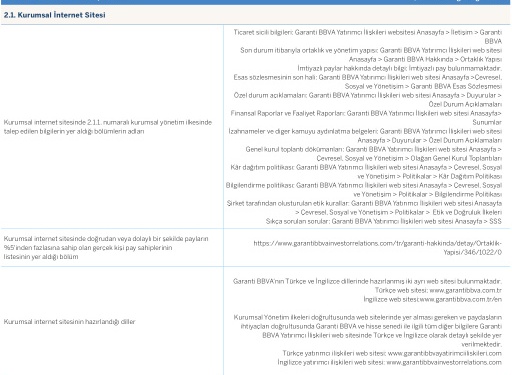 2.1. Kurumsal İnternet Sitesi
Kurumsal internet sitesinde 2.1.1. numaralı kurumsal yönetim ilkesinde
talep edilen bilgilerin yer aldığı bölümlerin adları
Ticaret sicili bilgileri: Garanti BBVA Yatırımcı İlişkileri websitesi Anasayfa > İletişim > Garanti
BBVA
Son durum itibarıyla ortaklık ve yönetim yapısı: Garanti BBVA Yatırımcı İlişkileri web sitesi
Anasayfa > Garanti BBVA Hakkında > Ortaklık Yapısı
İmtiyazlı paylar hakkında detaylı bilgi: İmtiyazlı pay bulunmamaktadır.
Esas sözleşmesinin son hali: Garanti BBVA Yatırımcı İlişkileri web sitesi Anasayfa >Çevresel,
Sosyal ve Yönetişim > Garanti BBVA Esas Sözleşmesi
Özel durum açıklamaları: Garanti BBVA Yatırımcı İlişkileri web sitesi Anasayfa > Duyurular >
Özel Durum Açıklamaları
Finansal Raporlar ve Faaliyet Raporları: Garanti BBVA Yatırımcı İlişkileri web sitesi Anasayfa>
Sunumlar
İzahnameler ve diğer kamuyu aydınlatma belgeleri: Garanti BBVA Yatırımcı İlişkileri web sitesi
Anasayfa > Duyurular > Özel Durum Açıklamaları
Genel kurul toplantı dökümanları: Garanti BBVA Yatırımcı İlişkileri web sitesi Anasayfa >
Çevresel, Sosyal ve Yönetişim > Olağan Genel Kurul Toplantıları
Kâr dağıtım politikası: Garanti BBVA Yatırımcı İlişkileri web sitesi Anasayfa > Çevresel, Sosyal
ve Yönetişim > Politikalar > Kâr Dağıtım Politikası
Bilgilendirme politikası: Garanti BBVA Yatırımcı İlişkileri web sitesi Anasayfa > Çevresel, Sosyal
ve Yönetişim > Politikalar > Bilgilendirme Politikası
Şirket tarafından oluşturulan etik kurallar: Garanti BBVA Yatırımcı İlişkileri web sitesi Anasayfa
> Çevresel, Sosyal ve Yönetişim > Politikalar > Etik ve Doğruluk İlkeleri
Sıkça sorulan sorular: Garanti BBVA Yatırımcı İlişkileri web sitesi Anasayfa > SSS
Kurumsal internet sitesinde doğrudan veya dolaylı bir şekilde payların
%5'inden fazlasına sahip olan gerçek kişi pay sahiplerinin
listesinin yer aldığı bölüm
https://www.garantibbvainvestorrelations.com/tr/garanti-hakkinda/detay/Ortaklik-
Yapisi/346/1022/0
Kurumsal internet sitesinin hazırlandığı diller
Garanti BBVA'nın Türkçe ve İngilizce dillerinde hazırlanmış iki ayrı web sitesi bulunmaktadır.
Türkçe web sitesi: www.garantibbva.com.tr
İngilizce web sitesi:www.garantibbva.com.tr/en
Kurumsal Yönetim ilkeleri doğrultusunda web sitelerinde yer alması gereken ve paydaşların
ihtiyaçları doğrultusunda Garanti BBVA ve hisse senedi ile ilgili tüm diğer bilgilere Garanti
BBVA Yatırımcı İlişkileri web sitesinde Türkçe ve İngilizce olarak detaylı şekilde yer
verilmektedir.
Türkçe yatırımcı ilişkileri web sitesi: www.garantibbvayatirimciiliskileri.com
İngilizce yatırımcı ilişkileri web sitesi: www.garantibbvainvestorrelations.com